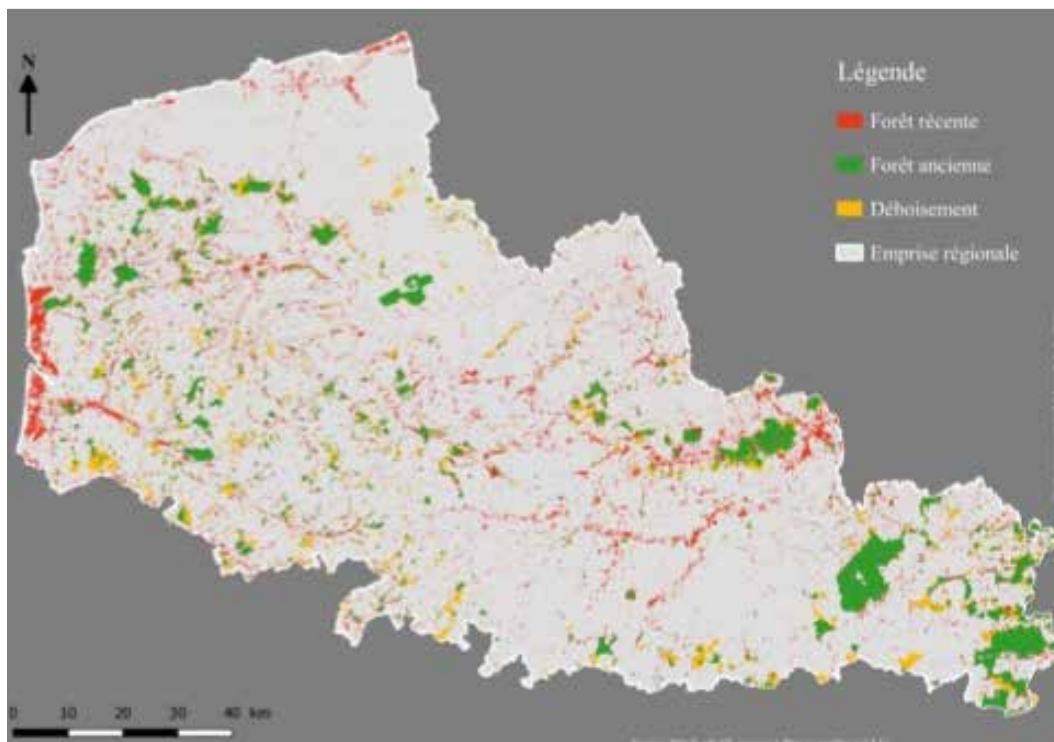 N
Légende
Forêt récente
Forêt ancienne
Déboisement
Emprise régionale
0 10 20 30 40 km